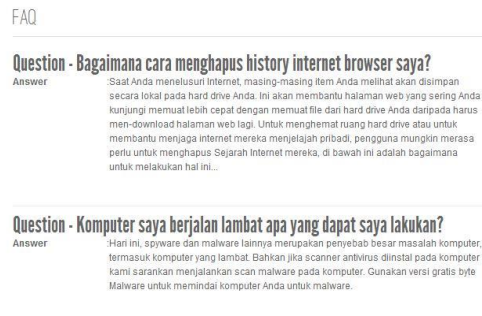 FAQ
Question - Bagaimana cara menghapus history internet browser saya?
Answer :Saat Anda menelusuri Internet, masing-masing item Anda melihat akan disimpan
secara lokal pada hard drive Anda. Ini akan membantu halaman web yang sering Anda
kunjungi memuat lebih cepat dengan memuat file dari hard drive Anda daripada harus
men-download halaman web lagi. Untuk menghemat ruang hard drive atau untuk
membantu menjaga internet mereka menjelajah pribadi, pengguna mungkin merasa
perlu untuk menghapus Sejarah Internet mereka, di bawah ini adalah bagaimana
untuk melakukan hal ini...
Question - Komputer saya berjalan lambat apa yang dapat saya lakukan?
Answer :Hari ini, spyware dan malware lainnya merupakan penyebab besar masalah komputer,
termasuk komputer yang lambat. Bahkan jika scanner antivirus diinstal pada komputer
kami sarankan menjalankan scan malware pada komputer. Gunakan versi gratis byte
Malware untuk memindai komputer Anda untuk malware.